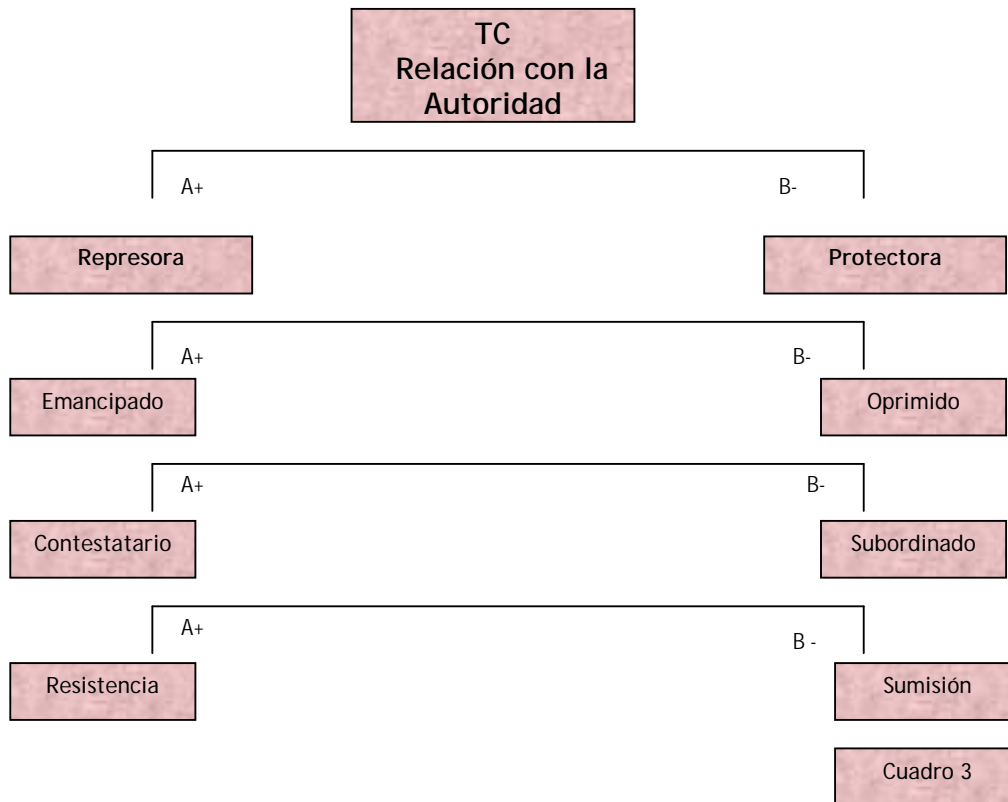 TC
Relación con la
Autoridad
A+ B-
Represora Protectora
A+ B-
Emancipado Oprimido
A+ B-
Contestatario Subordinado
A+ B -
Resistencia Sumisión
Cuadro 3